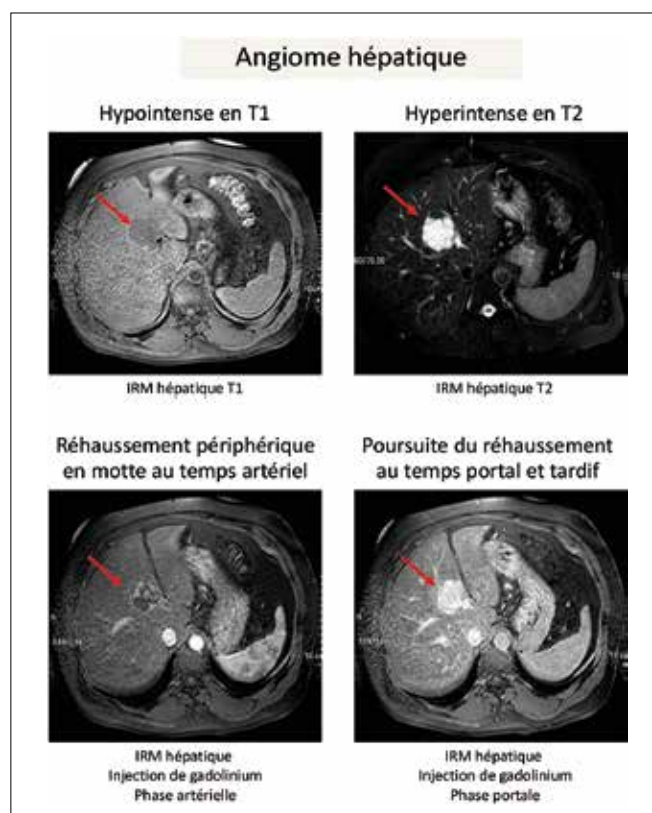 Angiome hépatique
Hypointense en T1
Hyperintense en T2
IRM hépatique T1
IRM hépatique T2
Réhaussement périphérique
en motte au temps artériel
Poursuite du réhaussement
au temps portal et tardif
IRM hépatique
Injection de gadolinium
Phase artérielle
IRM hépatique
Injection de gadolinium
Phase portale